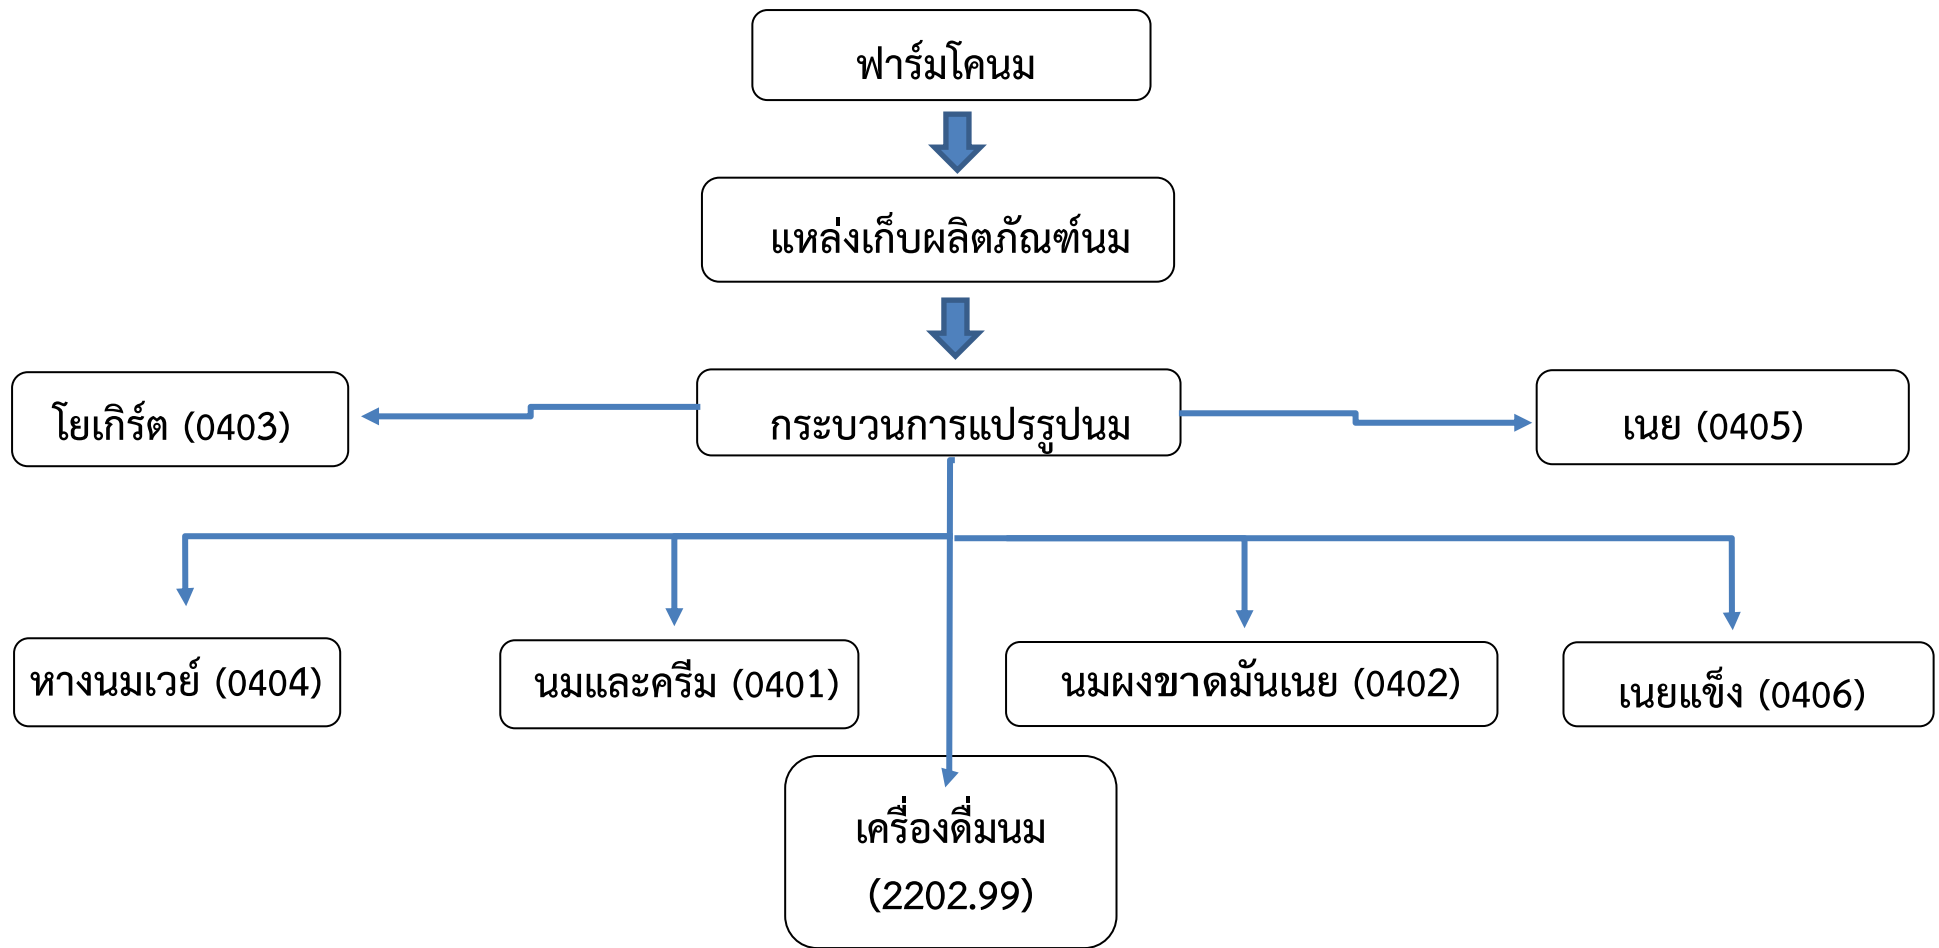 ฟาร์มโคนม
แหล่งเก็บผลิตภัณฑ์นม
โยเกิร์ต (0403)
กระบวนการแปรรูปนม
เนย (0405)
หางนมเวย์ (0404)
นมและครีม (0401)
นมผงขาดมันเนย (0402)
เนยแข็ง (0406)
เครื่องดื่มนม
(2202.99)